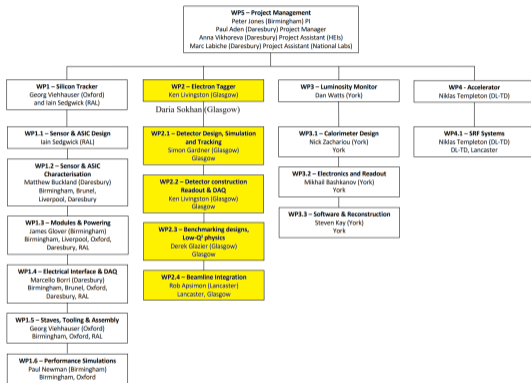 WP5 – Project Management
Peter Jones (Birmingham) PI
Paul Aden (Daresbury) Project Manager
Anna Vikhoreva (Daresbury) Project Assistant (HEIs)
Marc Labiche (Daresbury) Project Assistant (National Labs)
WP1 – Silicon Tracker
Georg Viehhauser (Oxford)
and Iain Sedgwick (RAL)
WP1.1 – Sensor & ASIC Design
Iain Sedgwick (RAL)
WP1.2 – Sensor & ASIC
Characterisation
Matthew Buckland (Daresbury)
Birmingham, Brunel,
Liverpool, Daresbury
WP1.3 – Modules & Powering
James Glover (Birmingham)
Birmingham, Liverpool, Oxford,
Daresbury, RAL
WP1.4 – Electrical Interface & DAQ
Marcello Borri (Daresbury)
Birmingham, Brunel, Oxford,
Daresbury, RAL
WP1.5 – Staves, Tooling & Assembly
Georg Viehhauser (Oxford)
Birmingham, Oxford, RAL
WP1.6 – Performance Simulations
Paul Newman (Birmingham)
Birmingham, Oxford
WP2 – Electron Tagger
Ken Livingston (Glasgow)
Daria Sokhan (Glasgow)
WP2.1 – Detector Design, Simulation
and Tracking
Simon Gardner (Glasgow)
Glasgow
WP2.2 – Detector construction
Readout & DAQ
Ken Livingston (Glasgow)
Glasgow
WP2.3 – Benchmarking designs,
Low-Q² physics
Derek Glazier (Glasgow)
Glasgow
WP2.4 – Beamline Integration
Rob Apsimon (Lancaster)
Lancaster, Glasgow
WP3 – Luminosity Monitor
Dan Watts (York)
WP3.1 – Calorimeter Design
Nick Zachariou (York)
York
WP3.2 – Electronics and Readout
Mikhail Bashkanov (York)
York
WP3.3 – Software & Reconstruction
Steven Kay (York)
York
WP4 - Accelerator
Niklas Templeton (DL-TD)
WP4.1 – SRF Systems
Niklas Templeton (DL-TD)
DL-TD, Lancaster